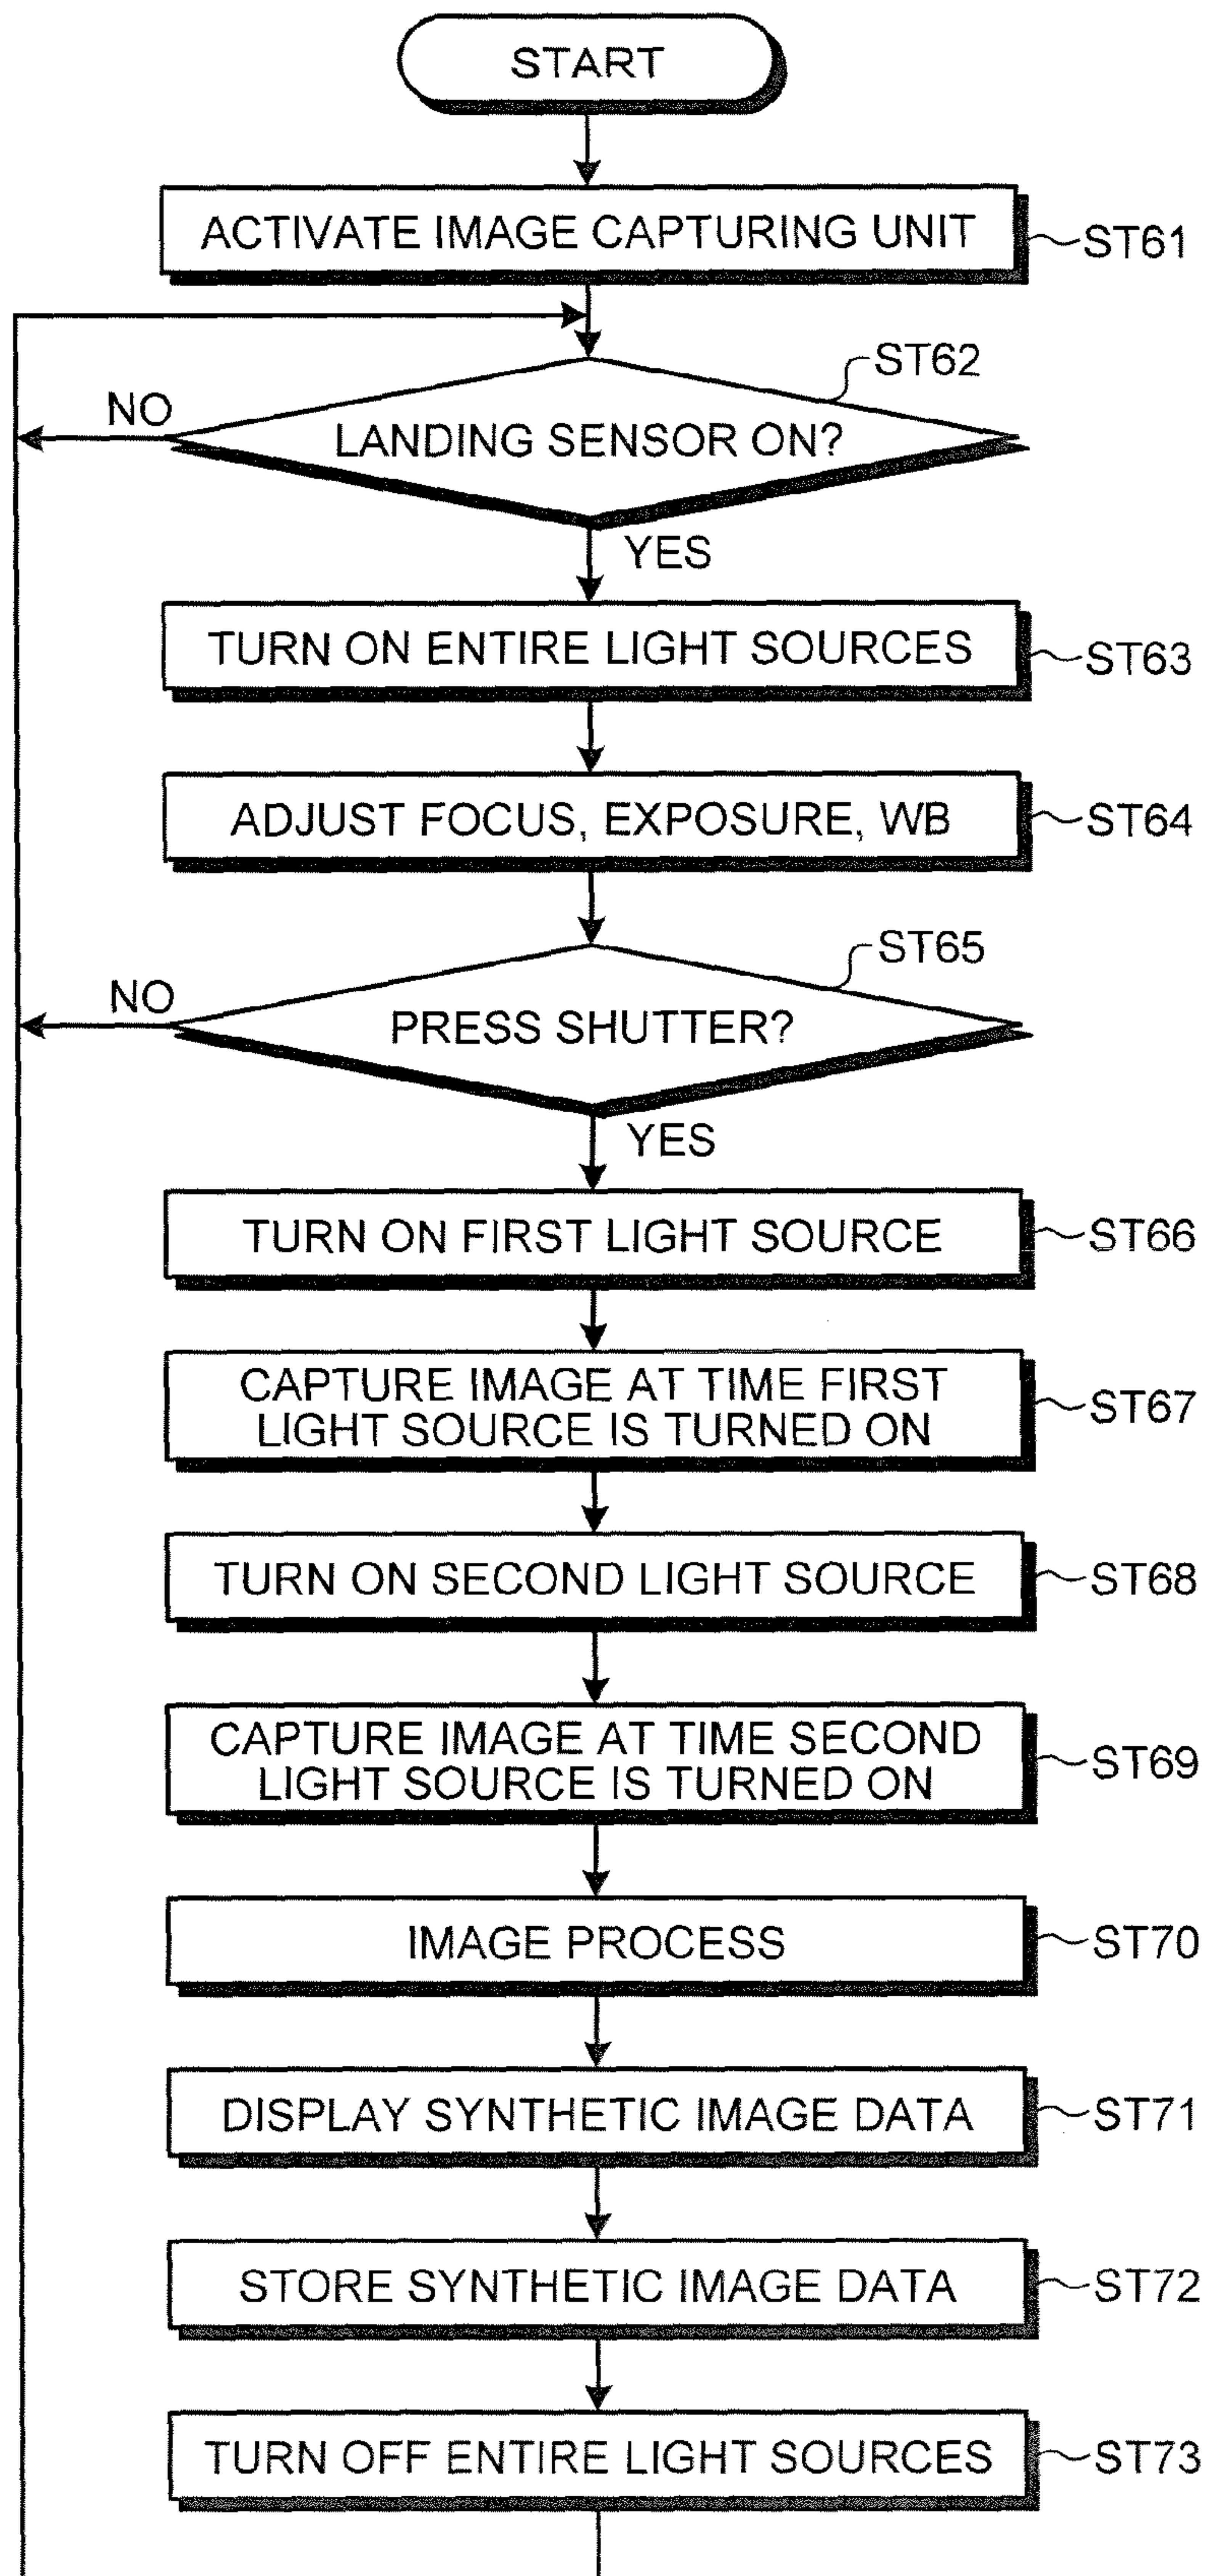 START
ACTIVATE IMAGE CAPTURING UNIT
ST61
ST62
NO
LANDING SENSOR ON?
YES
TURN ON ENTIRE LIGHT SOURCES
ST63
ADJUST FOCUS, EXPOSURE, WB
ST64
ST65
NO
PRESS SHUTTER?
YES
TURN ON FIRST LIGHT SOURCE
ST66
CAPTURE IMAGE AT TIME FIRST
LIGHT SOURCE IS TURNED ON
ST67
TURN ON SECOND LIGHT SOURCE
ST68
CAPTURE IMAGE AT TIME SECOND
LIGHT SOURCE IS TURNED ON
ST69
IMAGE PROCESS
ST70
DISPLAY SYNTHETIC IMAGE DATA
ST71
STORE SYNTHETIC IMAGE DATA
ST72
TURN OFF ENTIRE LIGHT SOURCES
ST73